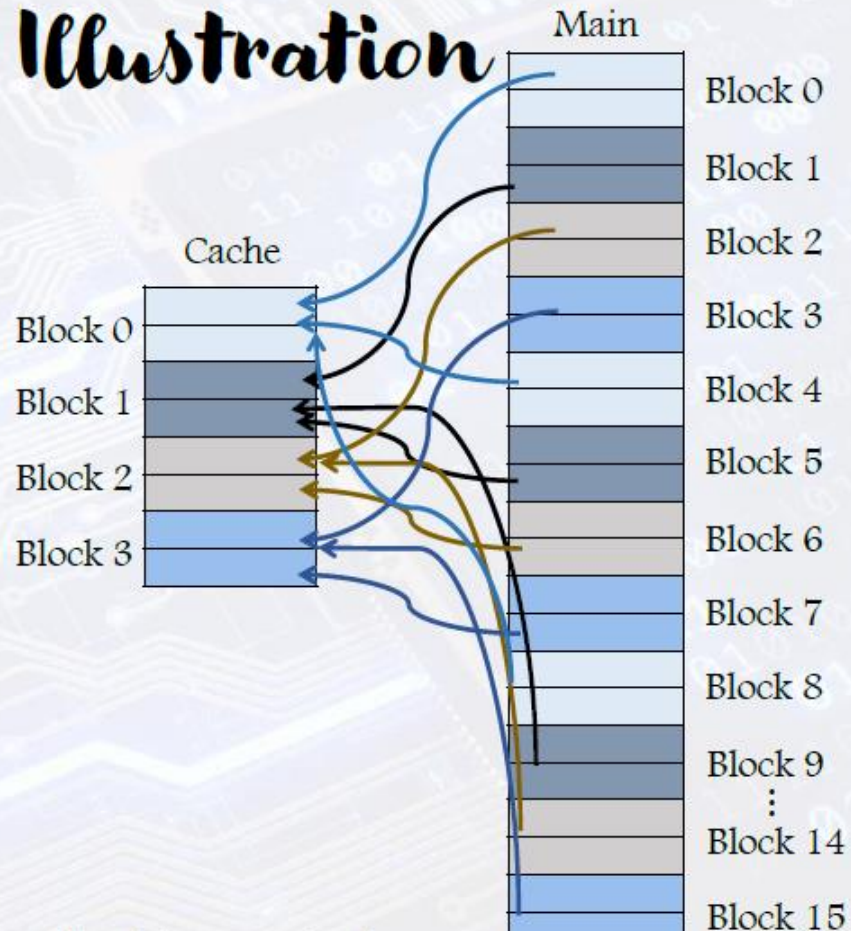 Illustration
Main
Block 0
Block 1
Block 2
Block 3
Block 4
Block 5
Block 6
Block 7
Block 8
Block 9
⋮
Block 14
Block 15
Cache
Block 0
Block 1
Block 2
Block 3